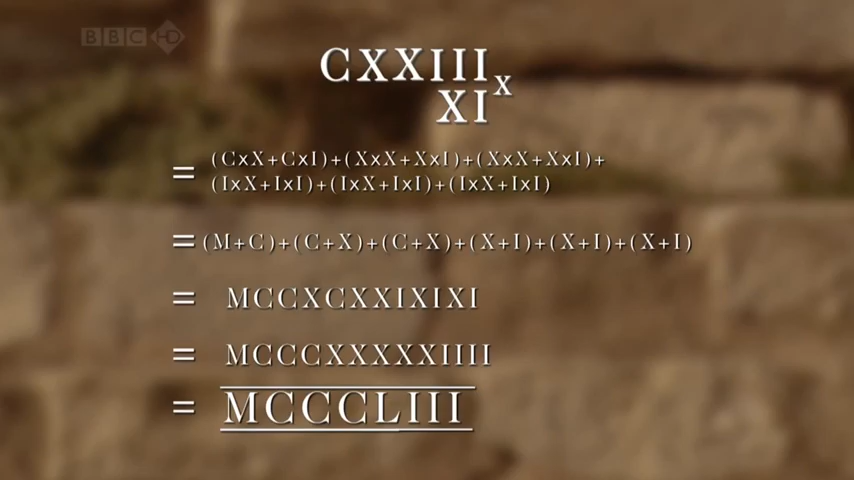 BBC HD
CXXIII
XI x
= (CxX+CxI)+(XxX+XxI)+(XxX+XxI)+
(IxX+IxI)+(IxX+IxI)+(IxX+IxI)
= (M+C)+(C+X)+(C+X)+(X+I)+(X+I)+(X+I)
= MCCXCXXIXIXI
= MCCCXXXXXIIII
= MCCCLIII